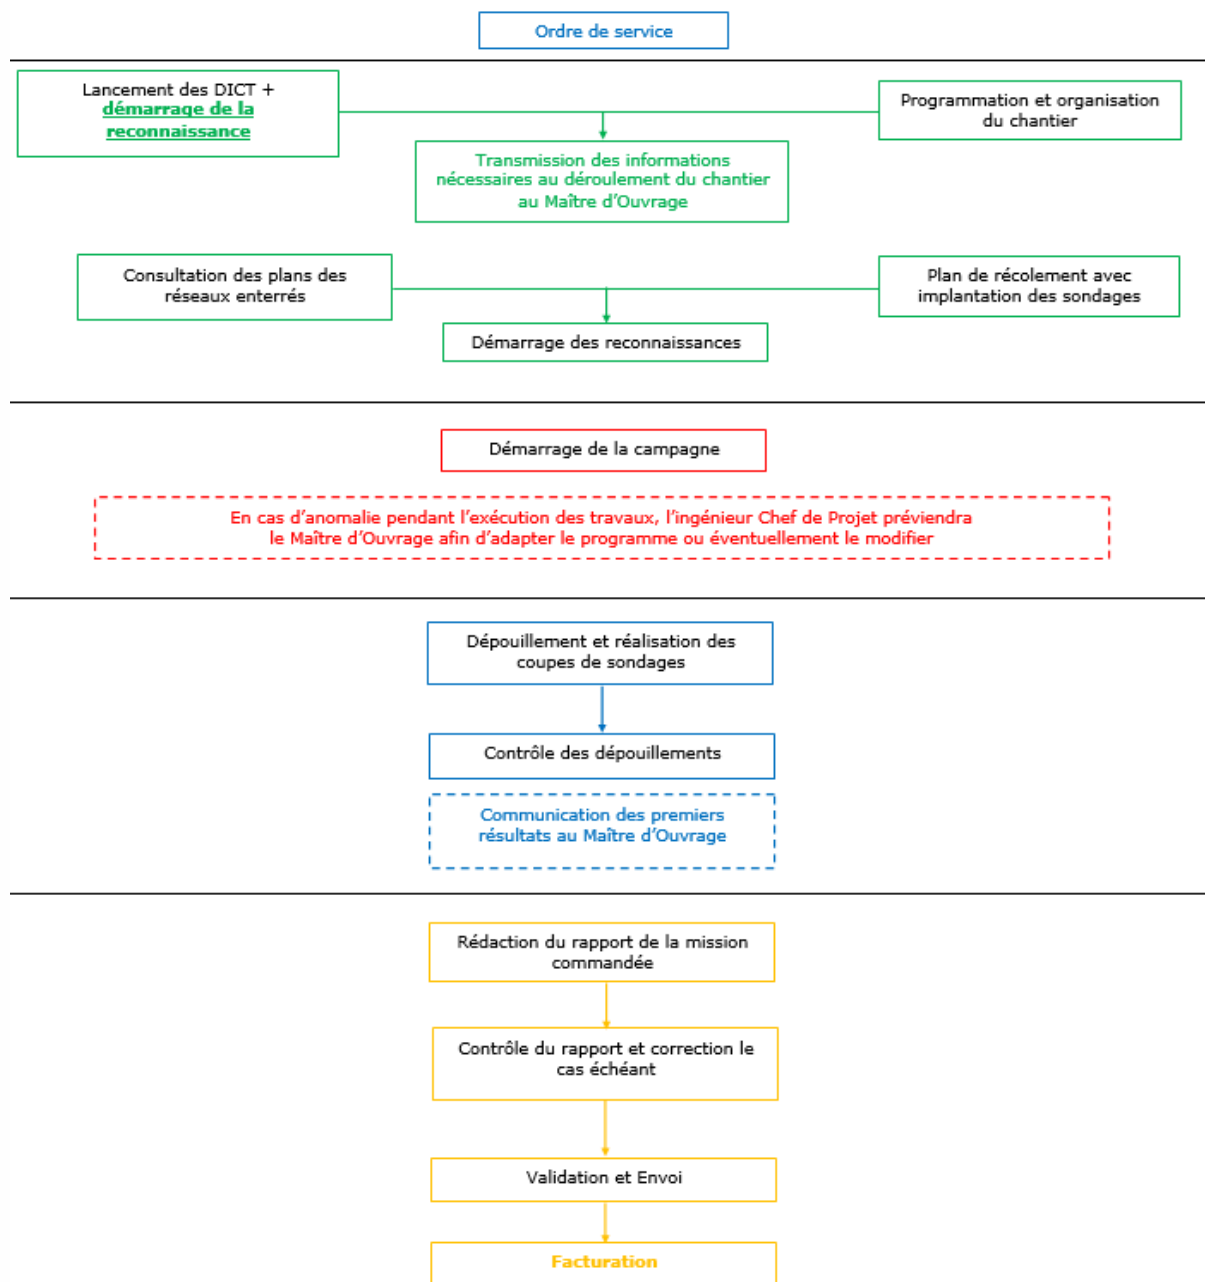 Ordre de service
Lancement des DICT +
démarrage de la
reconnaissance
Programmation et organisation
du chantier
Transmission des informations
nécessaires au déroulement du chantier
au Maître d'Ouvrage
Consultation des plans des
réseaux enterrés
Plan de récolement avec
implantation des sondages
Démarrage des reconnaissances
Démarrage de la campagne
En cas d'anomalie pendant l'exécution des travaux, l'ingénieur Chef de Projet préviendra
le Maître d'Ouvrage afin d'adapter le programme ou éventuellement le modifier
Dépouillement et réalisation des
coupes de sondages
Contrôle des dépouillements
Communication des premiers
résultats au Maître d'Ouvrage
Rédaction du rapport de la mission
commandée
Contrôle du rapport et correction le
cas échéant
Validation et Envoi
Facturation